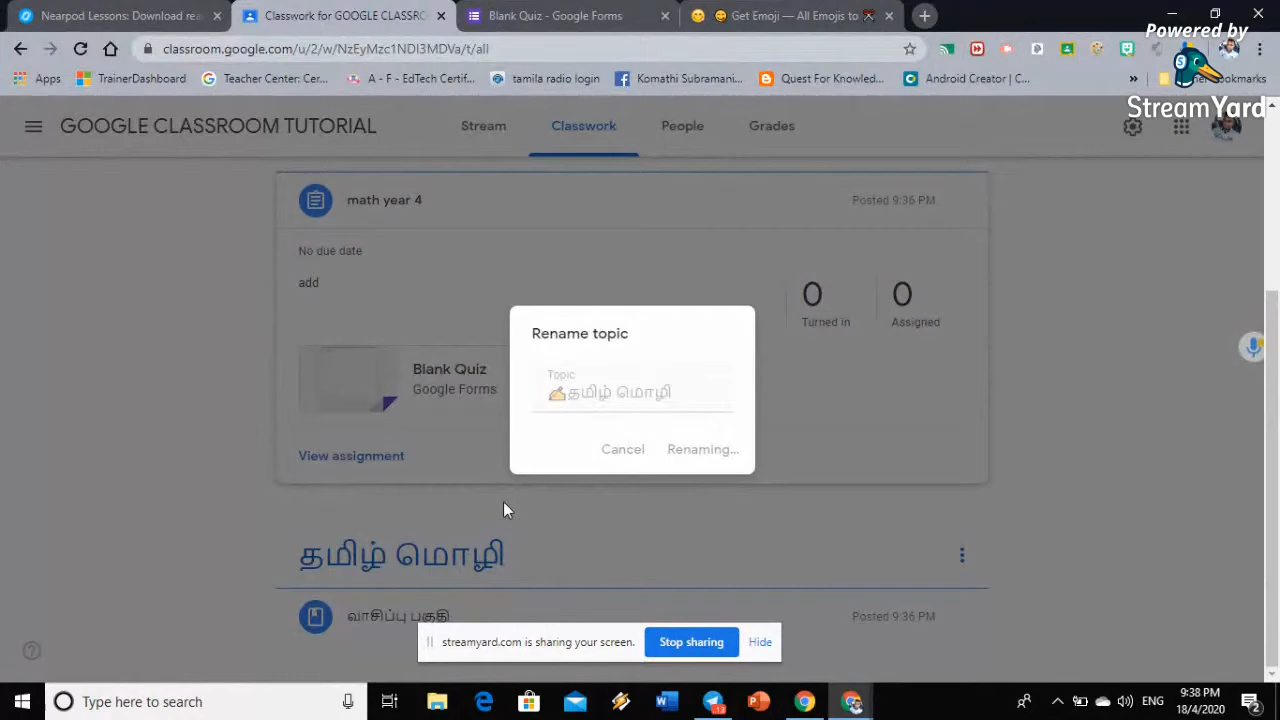 Nearpod Lessons: Download rea
Classwork for GOOGLE CLASSRO
Blank Quiz - Google Forms
😋 Get Emoji — All Emojis to ✂
Powered by
StreamYard
classroom.google.com/u/2/w/NzEyMzc1NDI3MDVa/t/all
Apps
TrainerDashboard
Teacher Center: Cer...
A - F - EdTech Certif...
tamila radio login
Komathi Subramani...
Quest For Knowled...
Android Creator | C...
»
GOOGLE CLASSROOM TUTORIAL
Stream
Classwork
People
Grades
math year 4
Posted 9:36 PM
No due date
add
0
Turned in
0
Assigned
Blank Quiz
Google Forms
View assignment
Rename topic
Topic
✍தமிழ் மொழி
Cancel
Renaming...
தமிழ் மொழி
வாசிப்பு பகுதி
Posted 9:36 PM
streamyard.com is sharing your screen.
Stop sharing
Hide
Type here to search
13
ENG
9:38 PM
18/4/2020
2